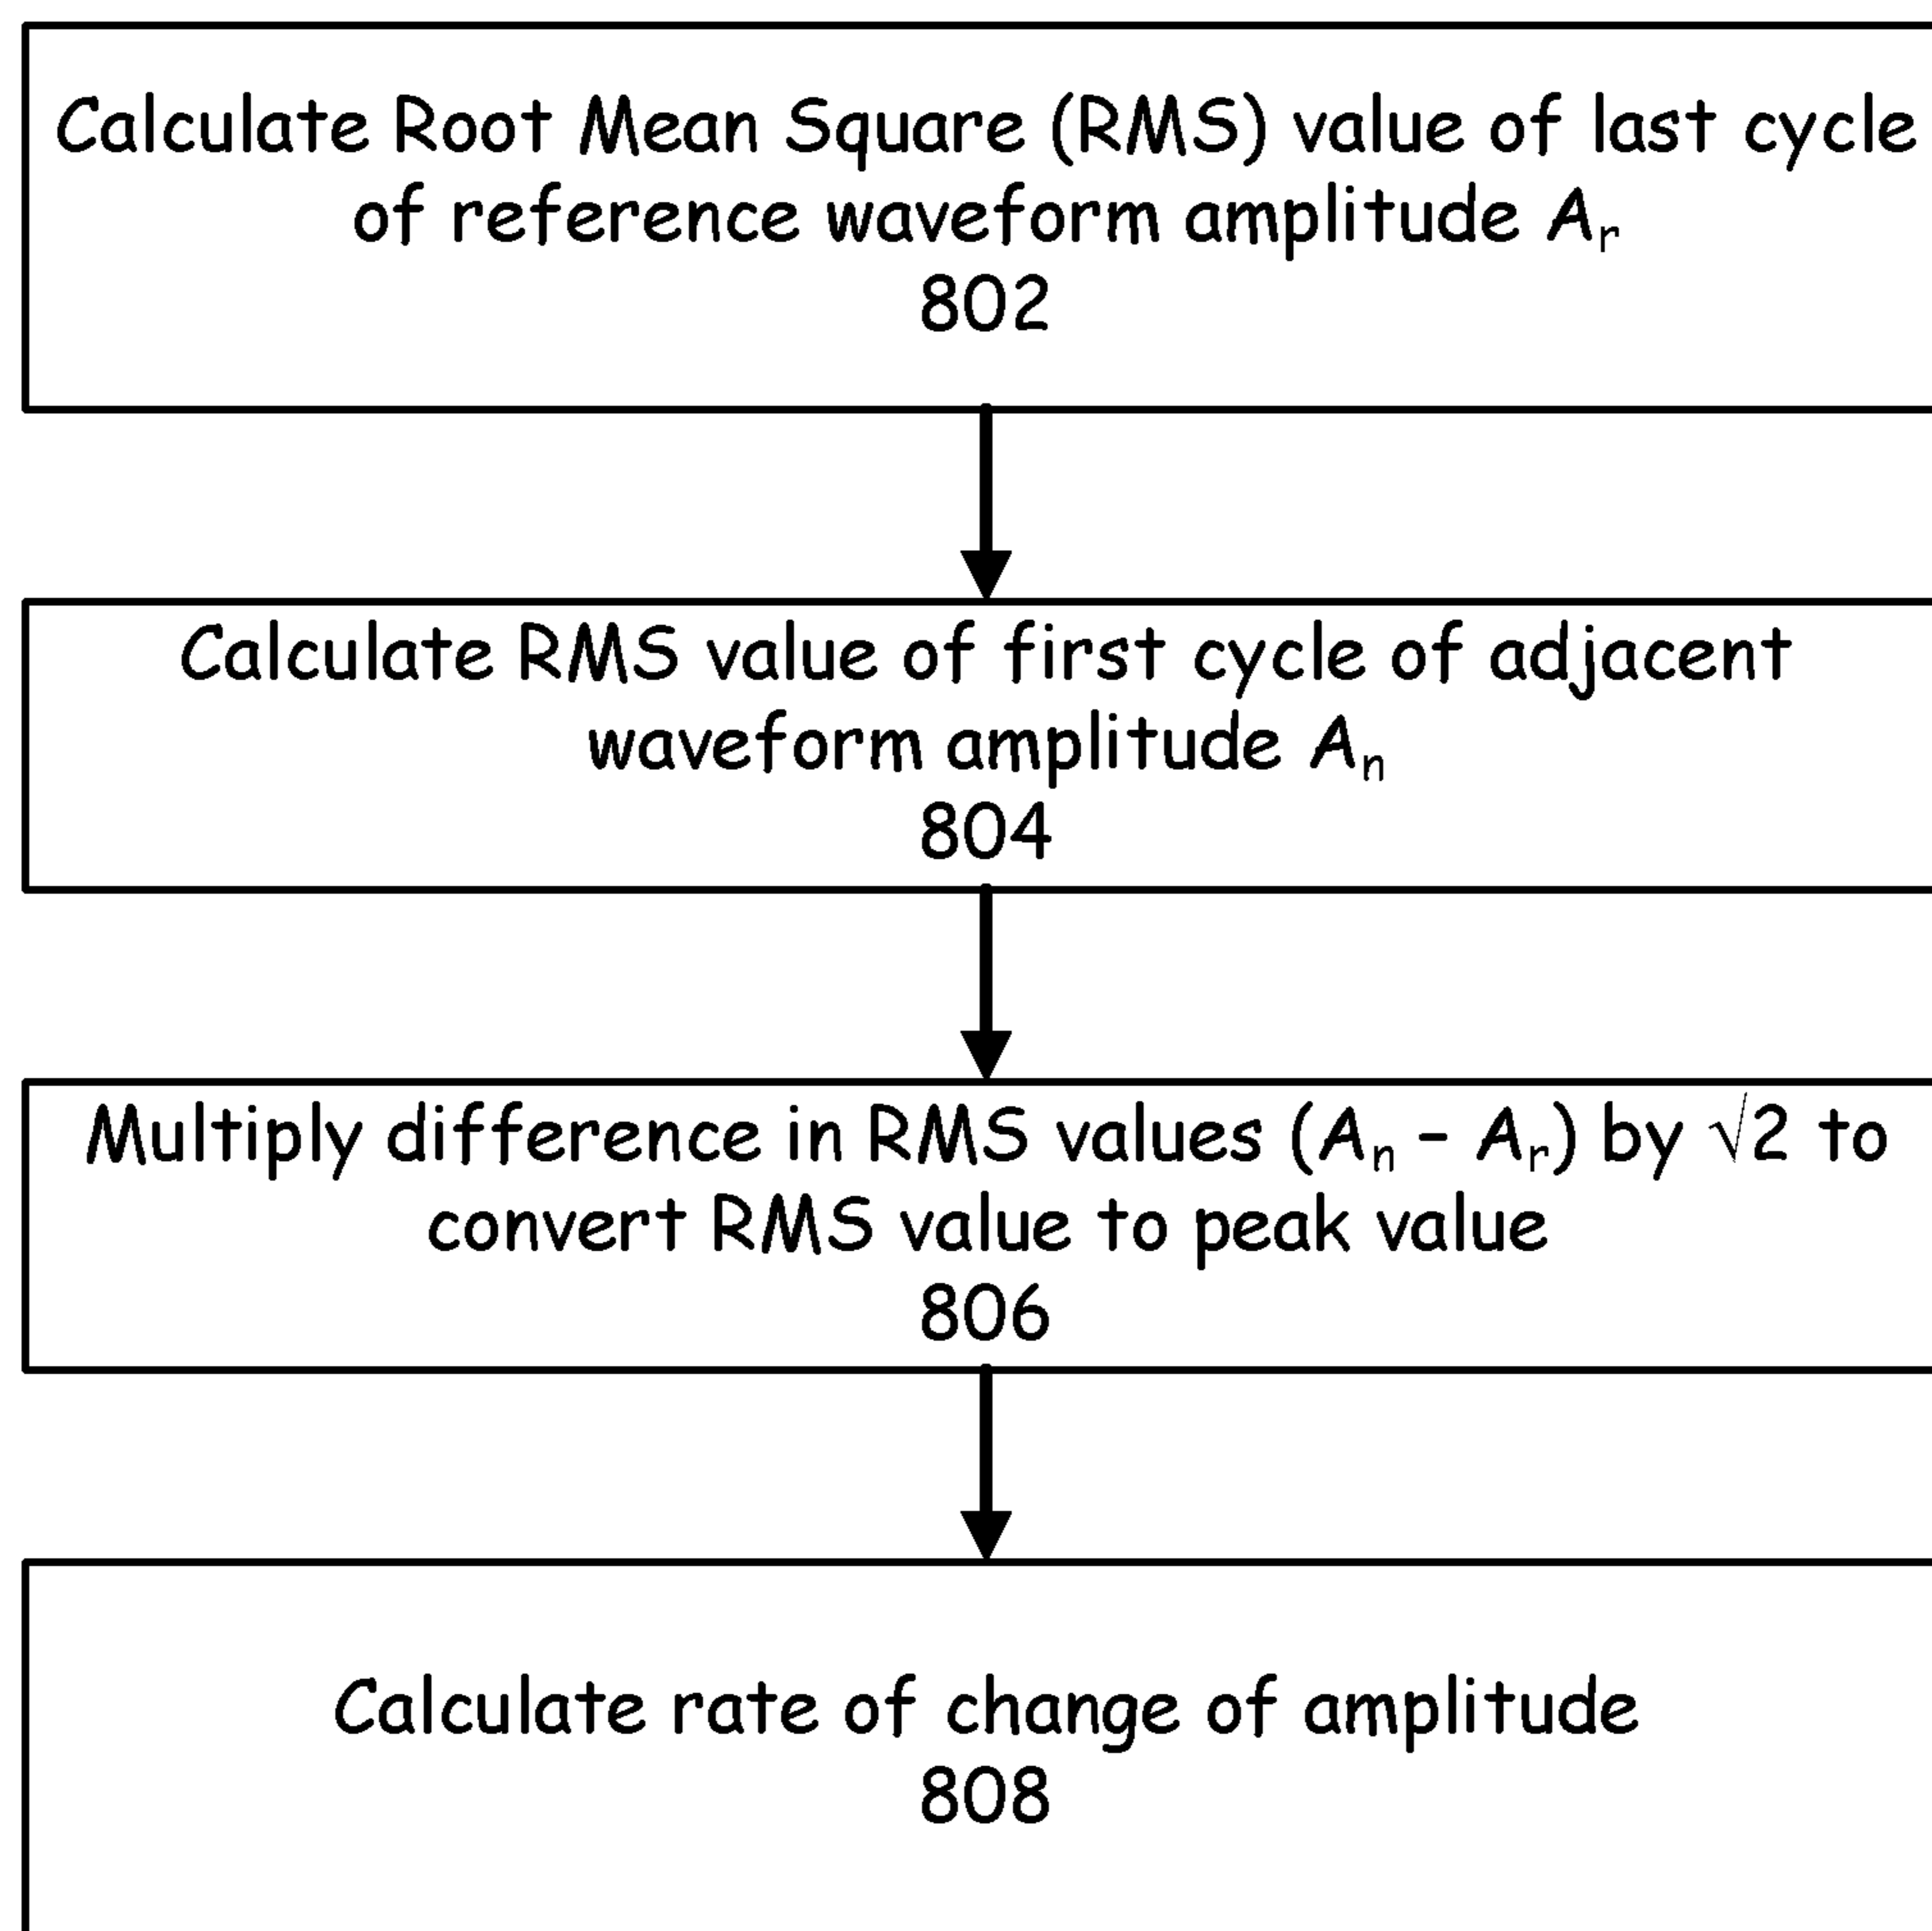 Calculate Root Mean Square (RMS) value of last cycle
of reference waveform amplitude Aᵣ
802
Calculate RMS value of first cycle of adjacent
waveform amplitude Aₙ
804
Multiply difference in RMS values (Aₙ – Aᵣ) by √2 to
convert RMS value to peak value
806
Calculate rate of change of amplitude
808